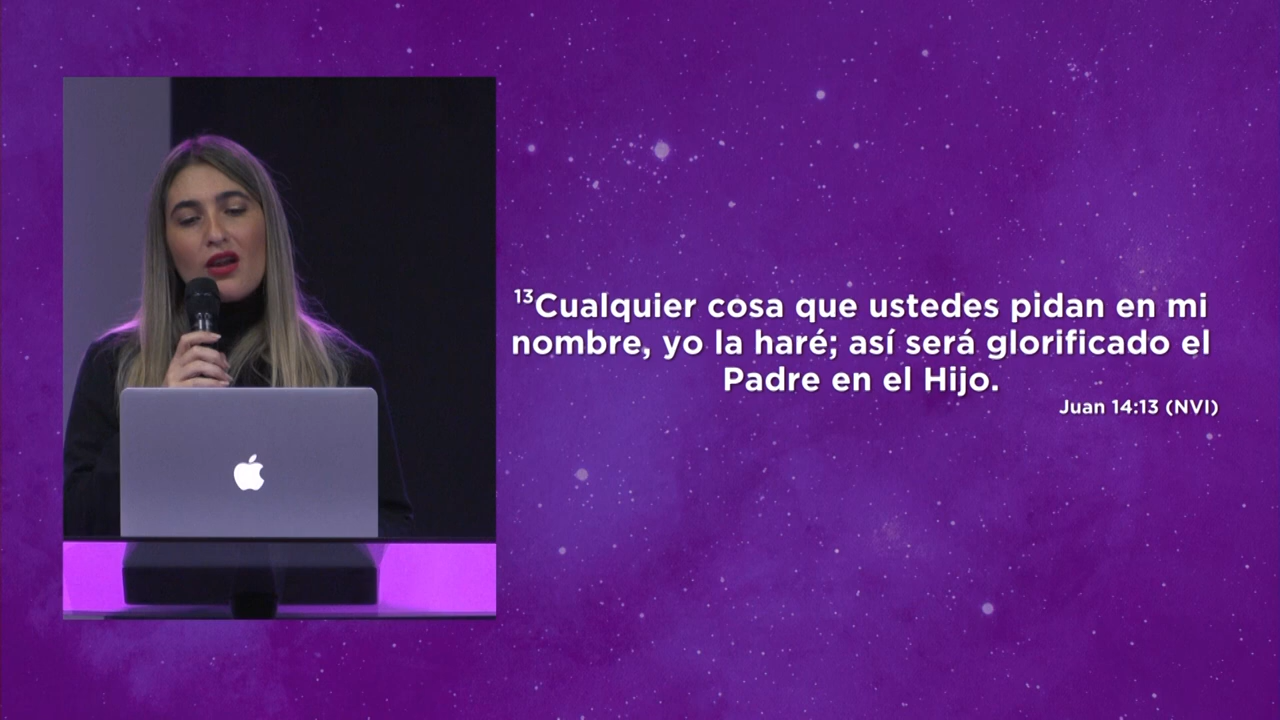 ¹³Cualquier cosa que ustedes pidan en mi
nombre, yo la haré; así será glorificado el
Padre en el Hijo.
Juan 14:13 (NVI)